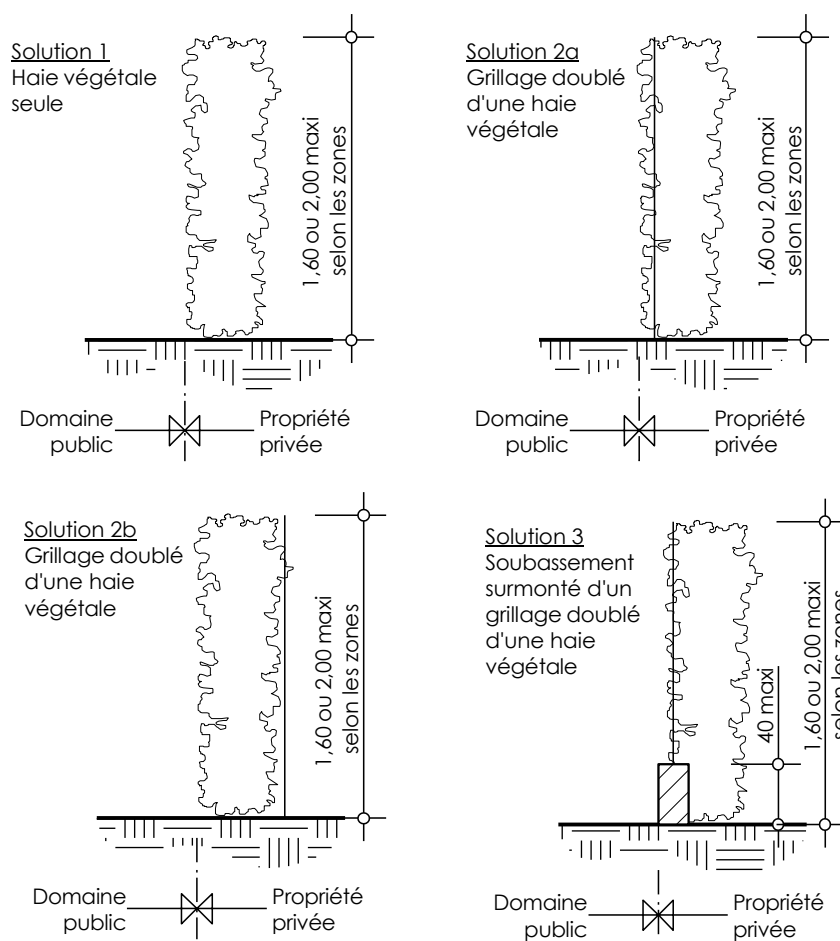 Solution 1
Haie végétale
seule
1,60 ou 2,00 maxi
selon les zones
Domaine
public
Propriété
privée
Solution 2a
Grillage doublé
d'une haie
végétale
1,60 ou 2,00 maxi
selon les zones
Domaine
public
Propriété
privée
Solution 2b
Grillage doublé
d'une haie
végétale
1,60 ou 2,00 maxi
selon les zones
Domaine
public
Propriété
privée
Solution 3
Soubassement
surmonté d'un
grillage doublé
d'une haie
végétale
40 maxi
1,60 ou 2,00 maxi
selon les zones
Domaine
public
Propriété
privée